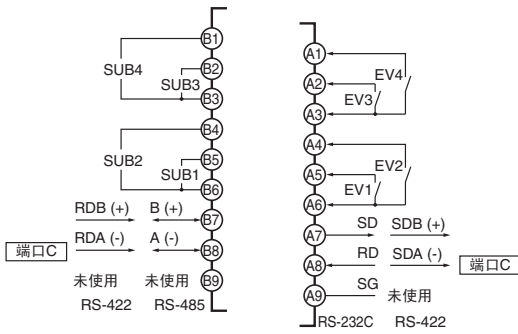 B1
SUB4
B2
SUB3
B3
B4
SUB2
B5
SUB1
B6
RDB (+) B (+) B7
RDA (-) A (-) B8
端口C
未使用 未使用 B9
RS-422 RS-485
A1
A2 EV4
EV3
A3
A4
A5 EV2
EV1
A6
A7 SD SDB (+)
A8 RD SDA (-) 端口C
A9 SG 未使用
RS-232C RS-422